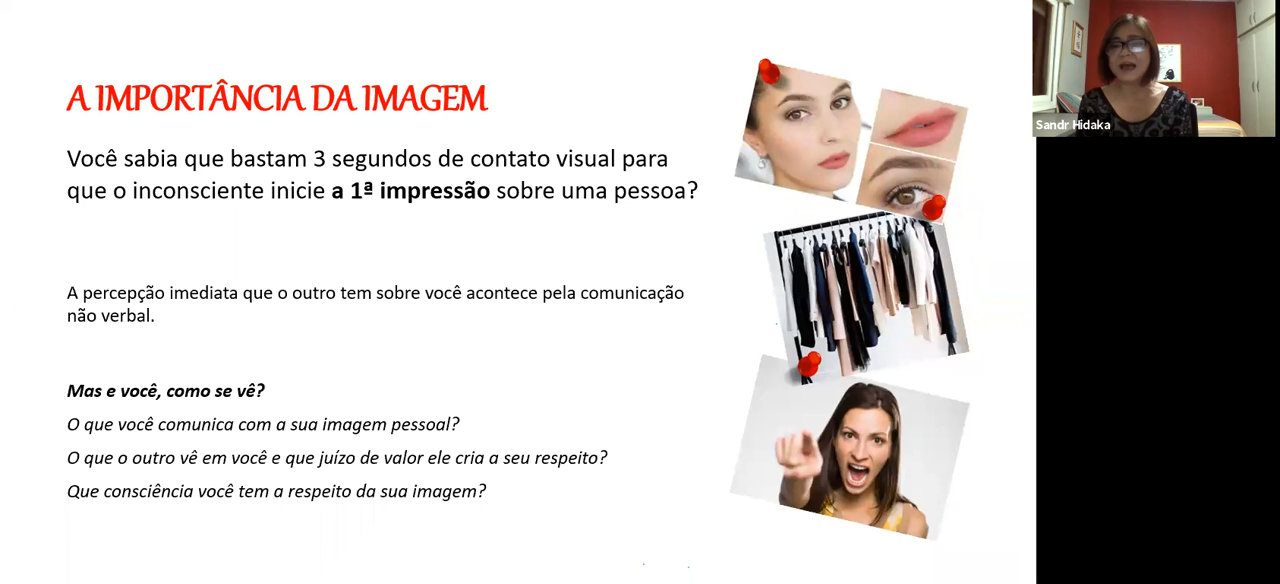 A IMPORTÂNCIA DA IMAGEM
Você sabia que bastam 3 segundos de contato visual para
que o inconsciente inicie a 1ª impressão sobre uma pessoa?
A percepção imediata que o outro tem sobre você acontece pela comunicação
não verbal.
Mas e você, como se vê?
O que você comunica com a sua imagem pessoal?
O que o outro vê em você e que juízo de valor ele cria a seu respeito?
Que consciência você tem a respeito da sua imagem?
Sandr Hidaka